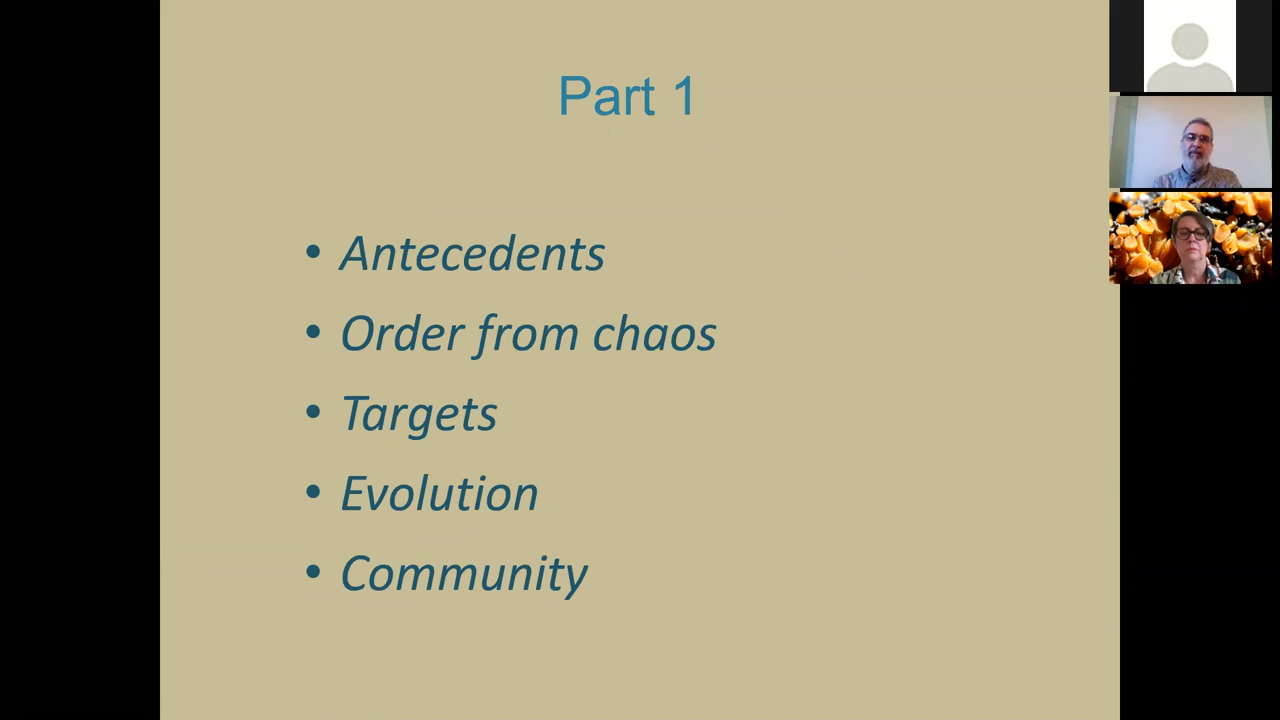 Part 1
• Antecedents
• Order from chaos
• Targets
• Evolution
• Community